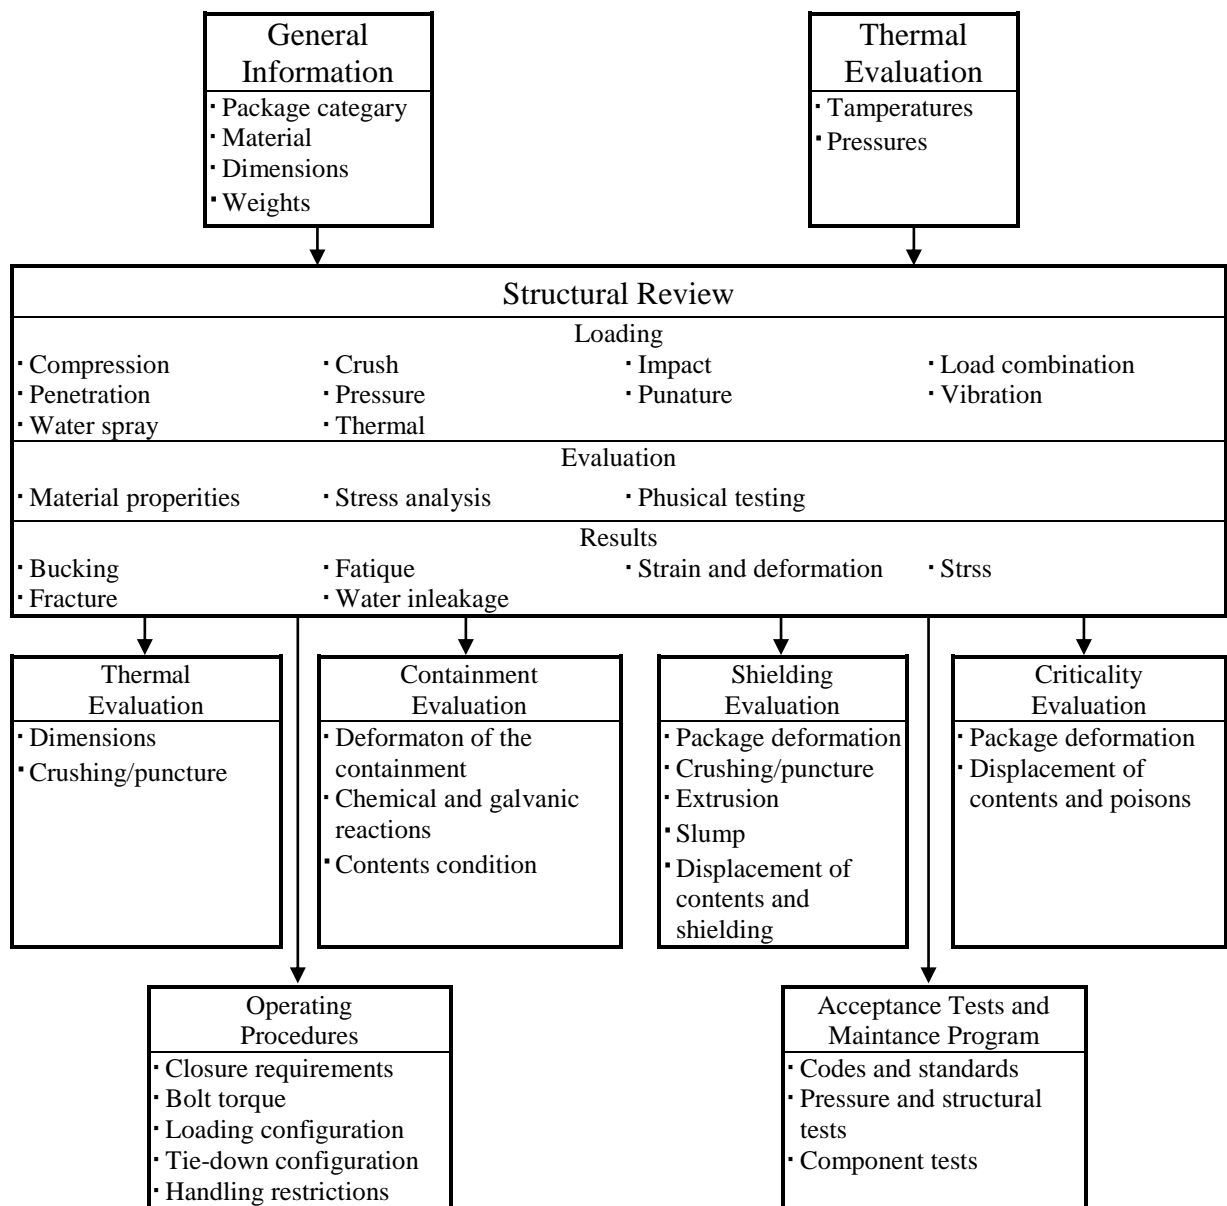 General
Information
· Package categary
· Material
· Dimensions
· Weights
Thermal
Evaluation
· Tamperatures
· Pressures
Structural Review
Loading
· Compression · Crush · Impact · Load combination
· Penetration · Pressure · Punature · Vibration
· Water spray · Thermal
Evaluation
· Material properities · Stress analysis · Phusical testing
Results
· Bucking · Fatique · Strain and deformation · Strss
· Fracture · Water inleakage
Thermal
Evaluation
· Dimensions
· Crushing/puncture
Containment
Evaluation
· Deformaton of the
containment
· Chemical and galvanic
reactions
· Contents condition
Shielding
Evaluation
· Package deformation
· Crushing/puncture
· Extrusion
· Slump
· Displacement of
contents and
shielding
Criticality
Evaluation
· Package deformation
· Displacement of
contents and poisons
Operating
Procedures
· Closure requirements
· Bolt torque
· Loading configuration
· Tie-down configuration
· Handling restrictions
Acceptance Tests and
Maintance Program
· Codes and standards
· Pressure and structural
tests
· Component tests